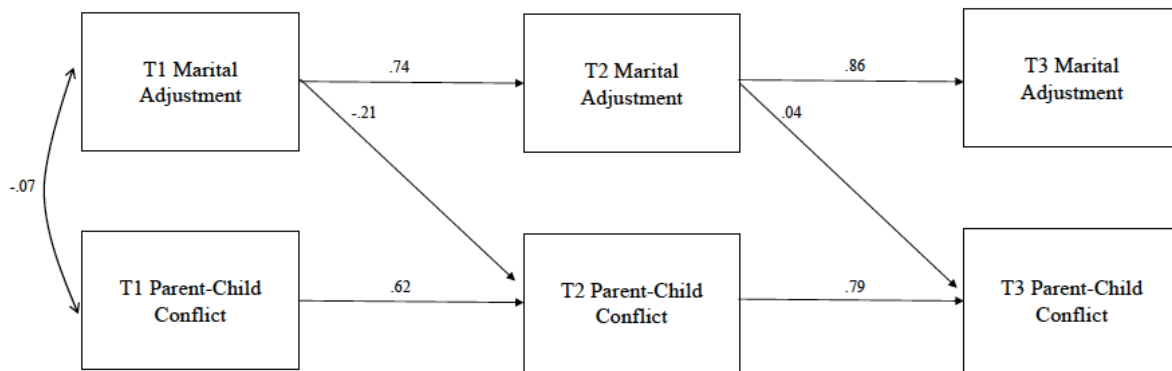 T1 Marital
Adjustment
.74
T2 Marital
Adjustment
.86
T3 Marital
Adjustment
-.21
.04
-.07
T1 Parent-Child
Conflict
.62
T2 Parent-Child
Conflict
.79
T3 Parent-Child
Conflict